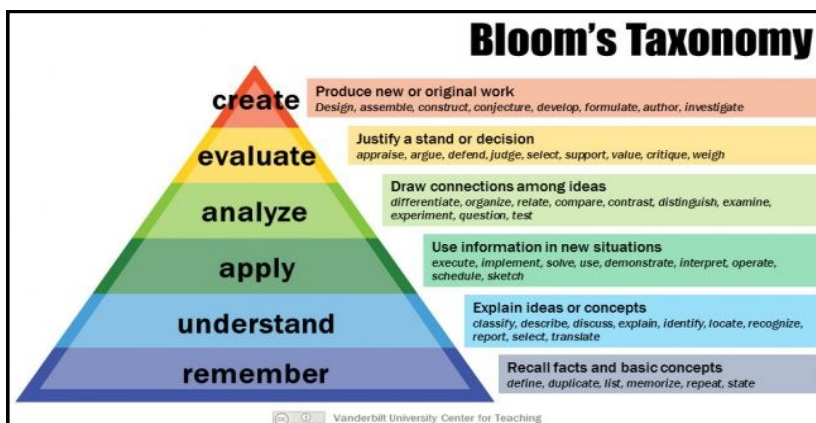 Bloom's Taxonomy
create
Produce new or original work
Design, assemble, construct, conjecture, develop, formulate, author, investigate
evaluate
Justify a stand or decision
appraise, argue, defend, judge, select, support, value, critique, weigh
analyze
Draw connections among ideas
differentiate, organize, relate, compare, contrast, distinguish, examine,
experiment, question, test
apply
Use information in new situations
execute, implement, solve, use, demonstrate, interpret, operate,
schedule, sketch
understand
Explain ideas or concepts
classify, describe, discuss, explain, identify, locate, recognize,
report, select, translate
remember
Recall facts and basic concepts
define, duplicate, list, memorize, repeat, state
cc Vanderbilt University Center for Teaching